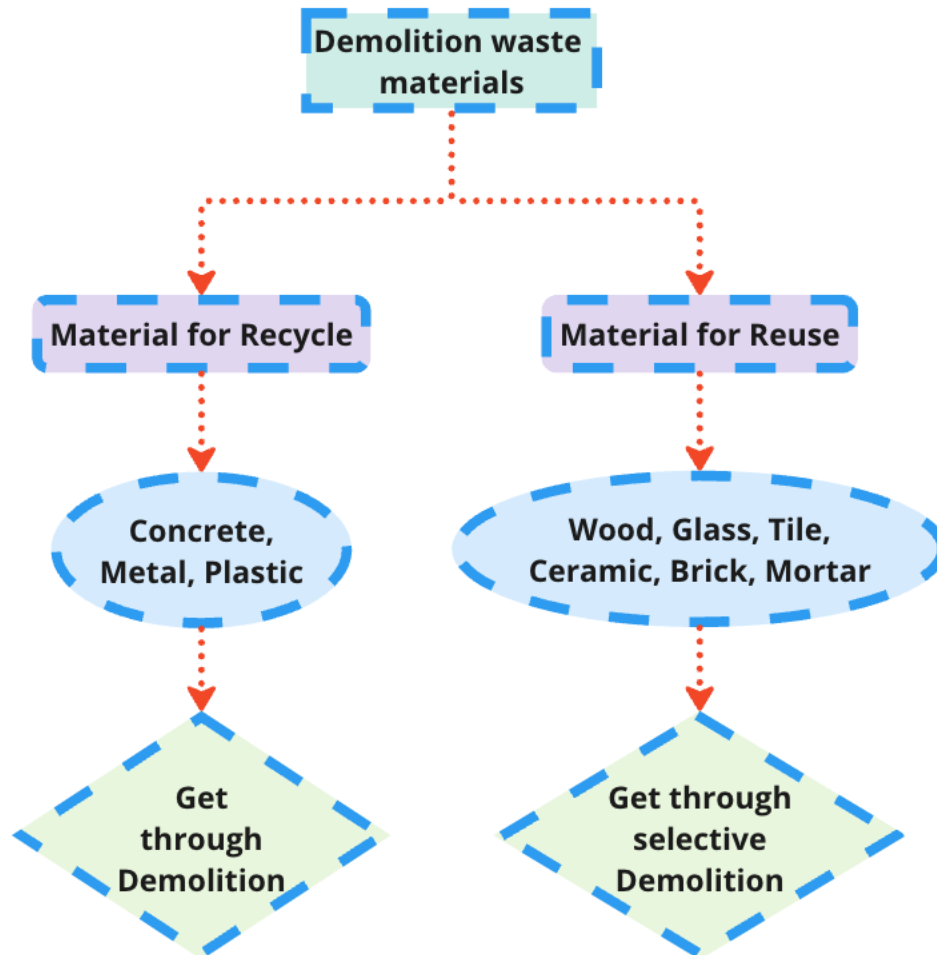 Demolition waste
materials
Material for Recycle
Material for Reuse
Concrete,
Metal, Plastic
Wood, Glass, Tile,
Ceramic, Brick, Mortar
Get
through
Demolition
Get through
selective
Demolition